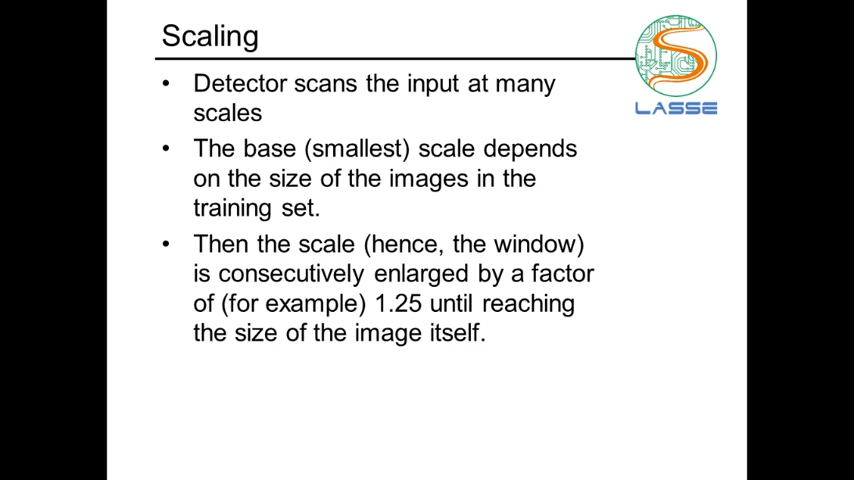 Scaling
LASSE
• Detector scans the input at many
scales
• The base (smallest) scale depends
on the size of the images in the
training set.
• Then the scale (hence, the window)
is consecutively enlarged by a factor
of (for example) 1.25 until reaching
the size of the image itself.